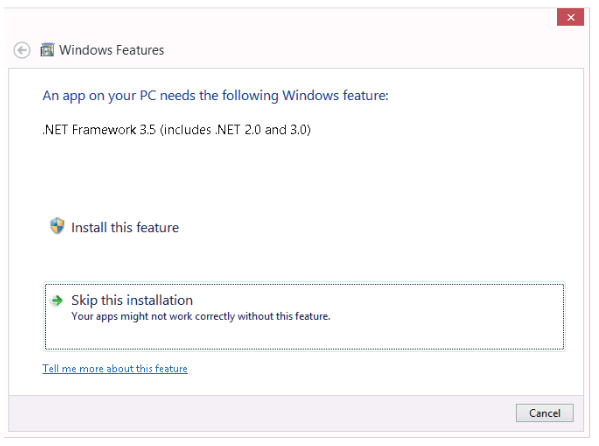 Windows Features
An app on your PC needs the following Windows feature:
.NET Framework 3.5 (includes .NET 2.0 and 3.0)
Install this feature
Skip this installation
Your apps might not work correctly without this feature.
Tell me more about this feature
Cancel